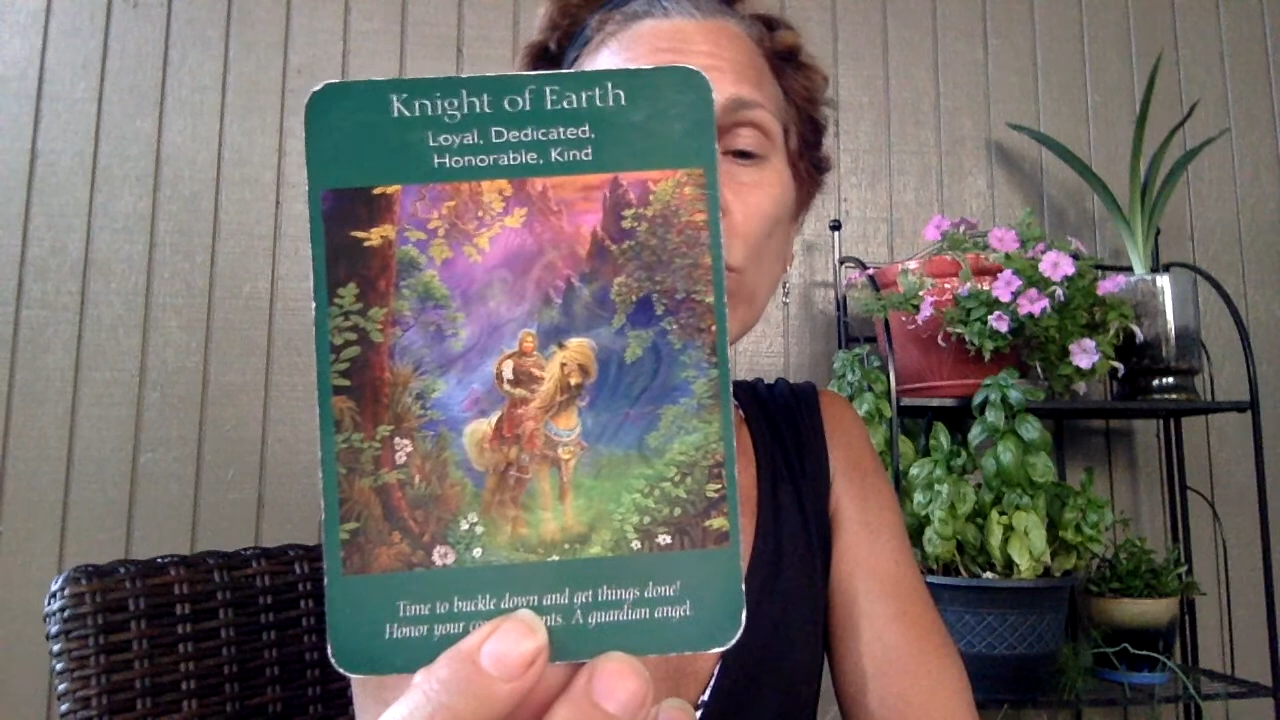 Knight of Earth
Loyal, Dedicated,
Honorable, Kind
Time to buckle down and get things done!
Honor your A guardian angel.